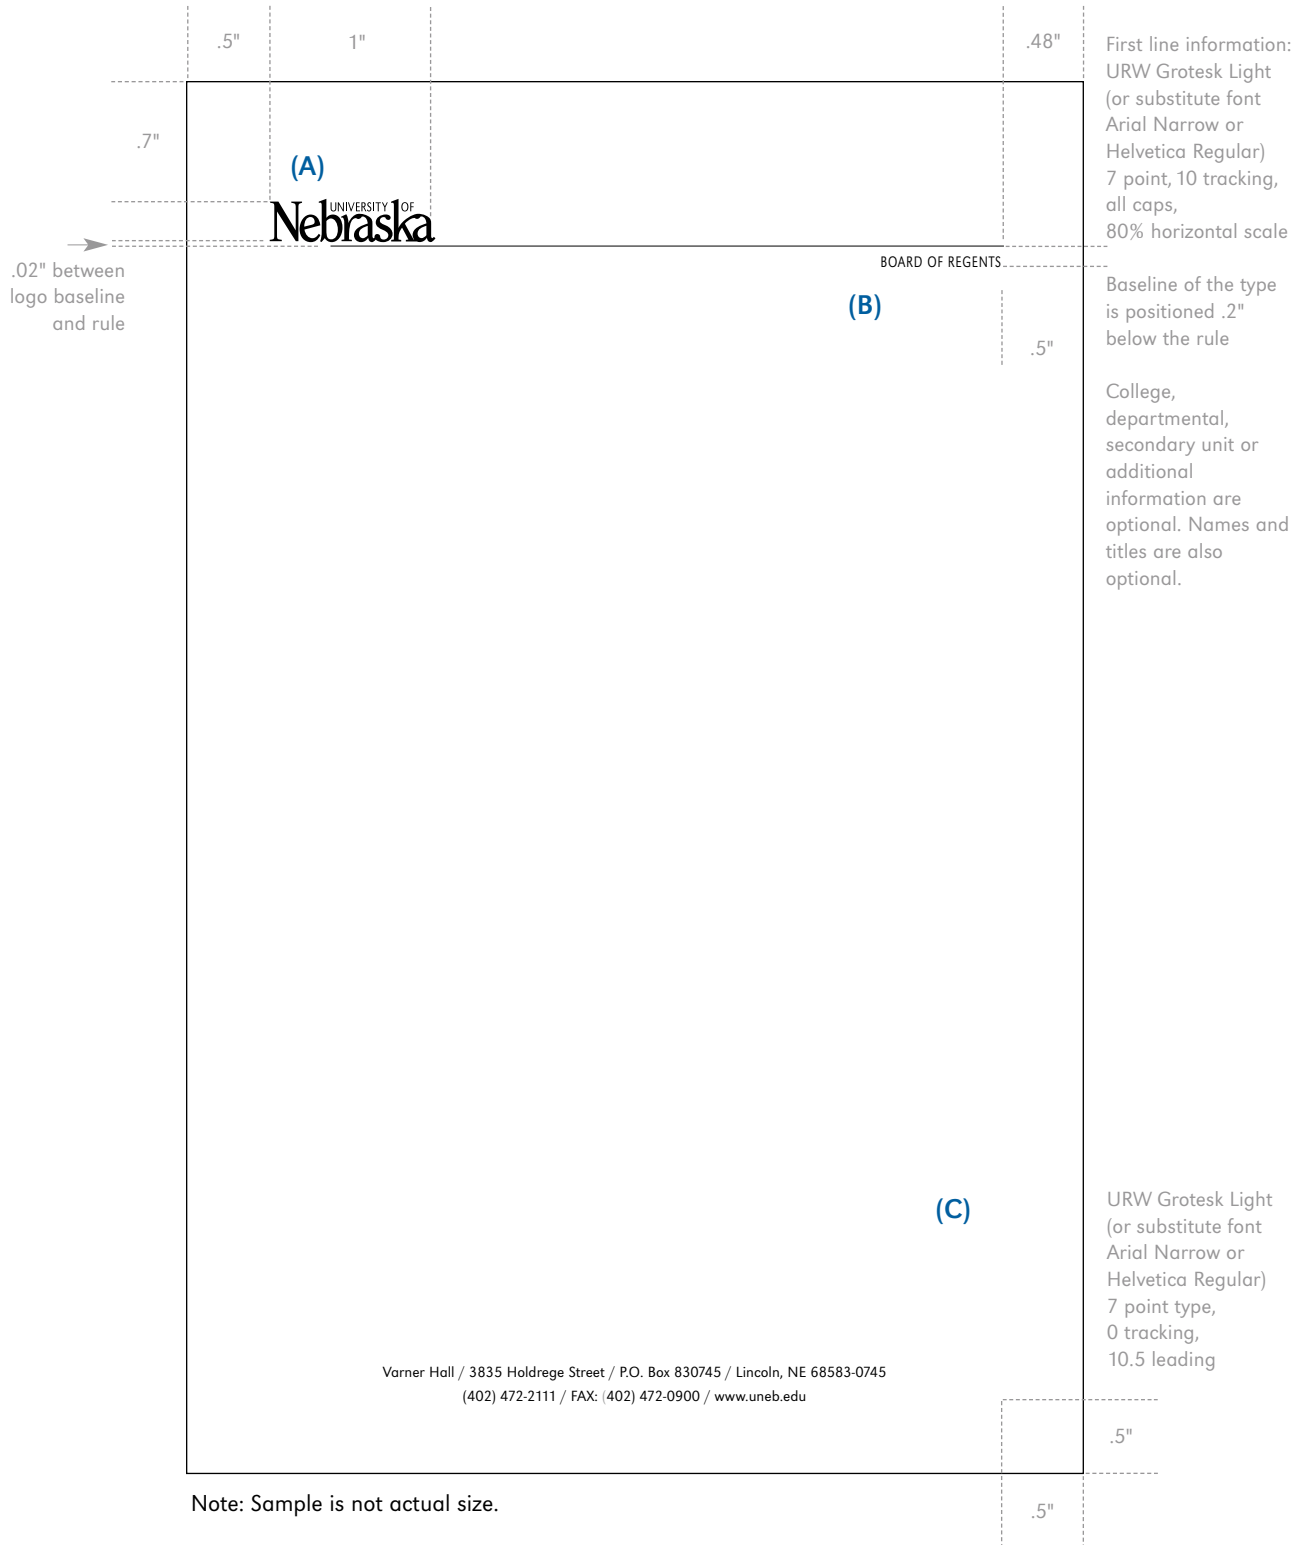 .5"
1"
.48"
First line information:
URW Grotesk Light
(or substitute font
Arial Narrow or
Helvetica Regular)
7 point, 10 tracking,
all caps,
80% horizontal scale
.7"
(A)
UNIVERSITY OF
Nebraska
.02" between
logo baseline
and rule
BOARD OF REGENTS
(B)
Baseline of the type
is positioned .2"
below the rule
.5"
College,
departmental,
secondary unit or
additional
information are
optional. Names and
titles are also
optional.
(C)
URW Grotesk Light
(or substitute font
Arial Narrow or
Helvetica Regular)
7 point type,
0 tracking,
10.5 leading
Varner Hall / 3835 Holdrege Street / P.O. Box 830745 / Lincoln, NE 68583-0745
(402) 472-2111 / FAX: (402) 472-0900 / www.uneb.edu
.5"
Note: Sample is not actual size.
.5"